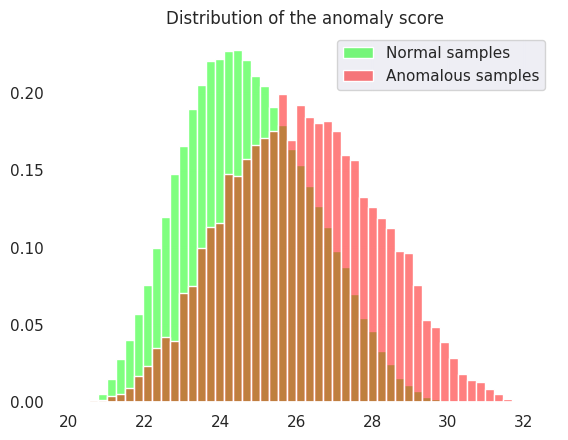 Distribution of the anomaly score
Normal samples
Anomalous samples
0.20
0.15
0.10
0.05
0.00
20 22 24 26 28 30 32